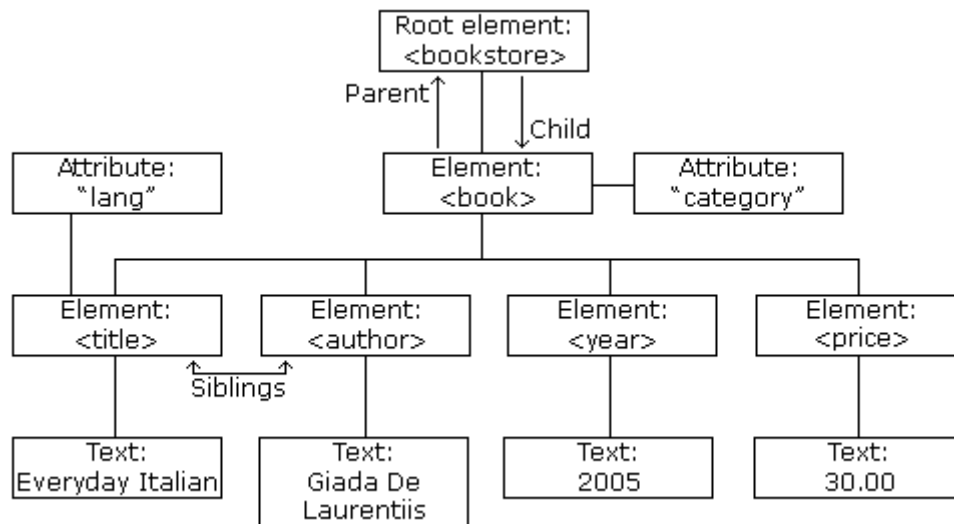 Root element:
<bookstore>
Parent
Child
Attribute:
“lang”
Element:
<book>
Attribute:
“category”
Element:
<title>
Element:
<author>
Element:
<year>
Element:
<price>
Siblings
Text:
Everyday Italian
Text:
Giada De
Laurentiis
Text:
2005
Text:
30.00